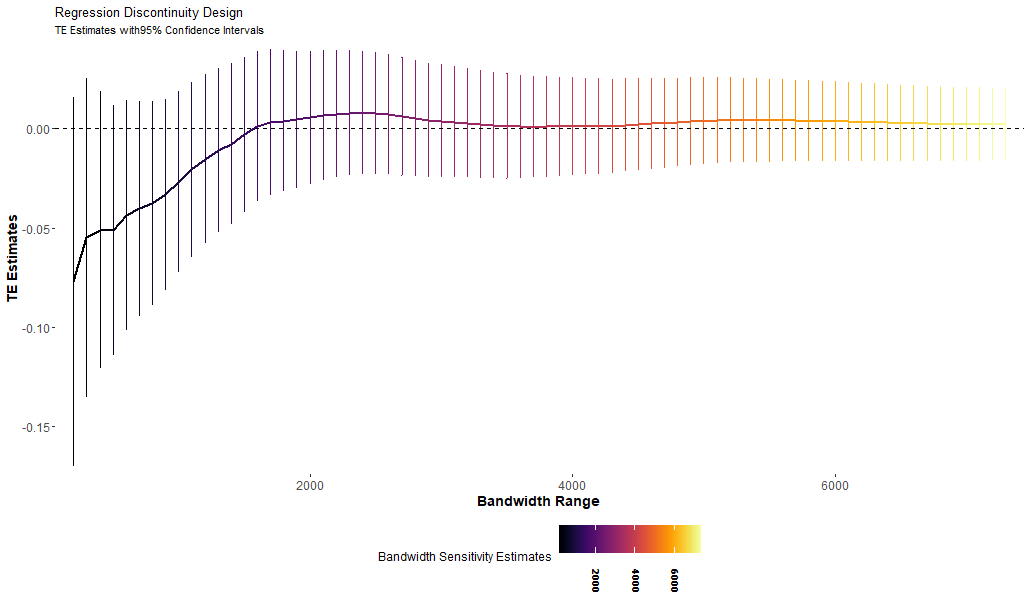 Regression Discontinuity Design
TE Estimates with95% Confidence Intervals
TE Estimates
0.00
-0.05
-0.10
-0.15
2000 4000 6000
Bandwidth Range
Bandwidth Sensitivity Estimates
2000 4000 6000